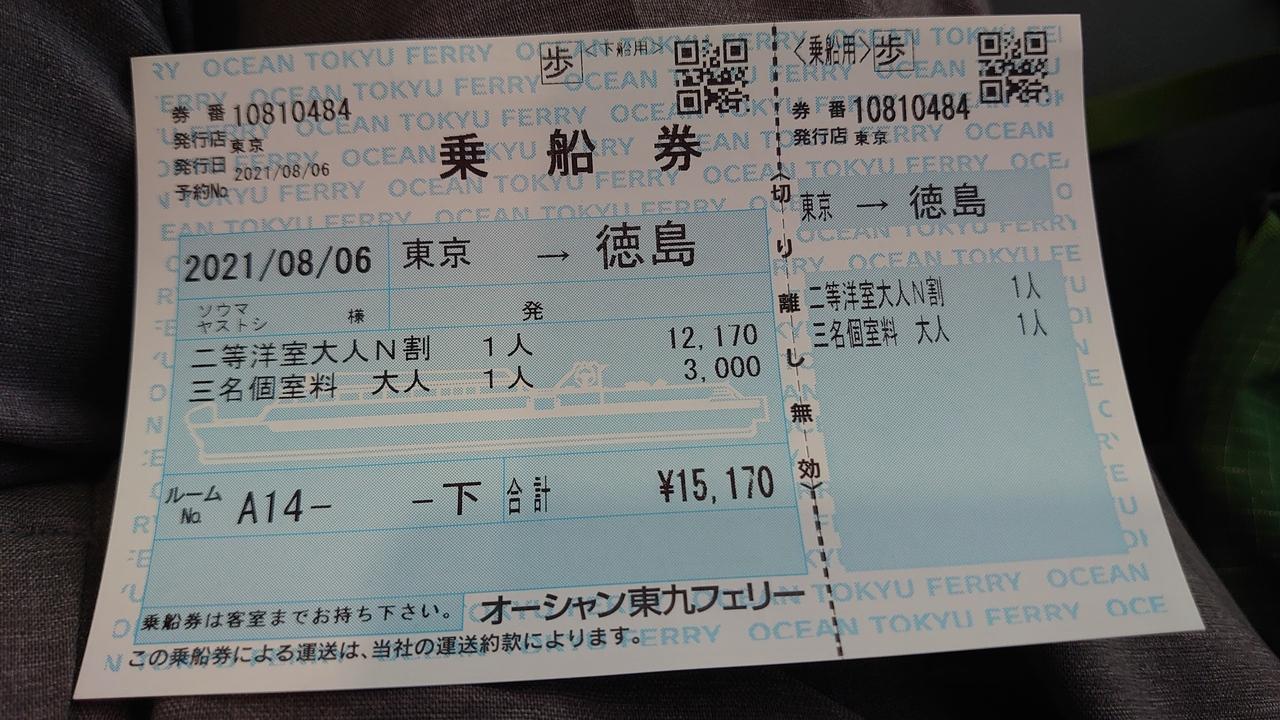 歩 <下船用>
券 番 10810484
発行店 東京
発行日 2021/08/06
予約No.
乗船券
2021/08/06 東京 → 徳島
ソウマ
ヤストシ 様 発
二等洋室大人N割 1人 12,170
三名個室料 大人 1人 3,000
ルーム
No. A14- -下 合計 ¥15,170
乗船券は客室までお持ち下さい。
オーシャン東九フェリー
この乗船券による運送は、当社の運送約款によります。
〈切り離し無効〉
〈乗船用〉 歩
券 番 10810484
発行店 東京
東京 → 徳島
二等洋室大人N割 1人
三名個室料 大人 1人
OCEAN TOKYU FERRY